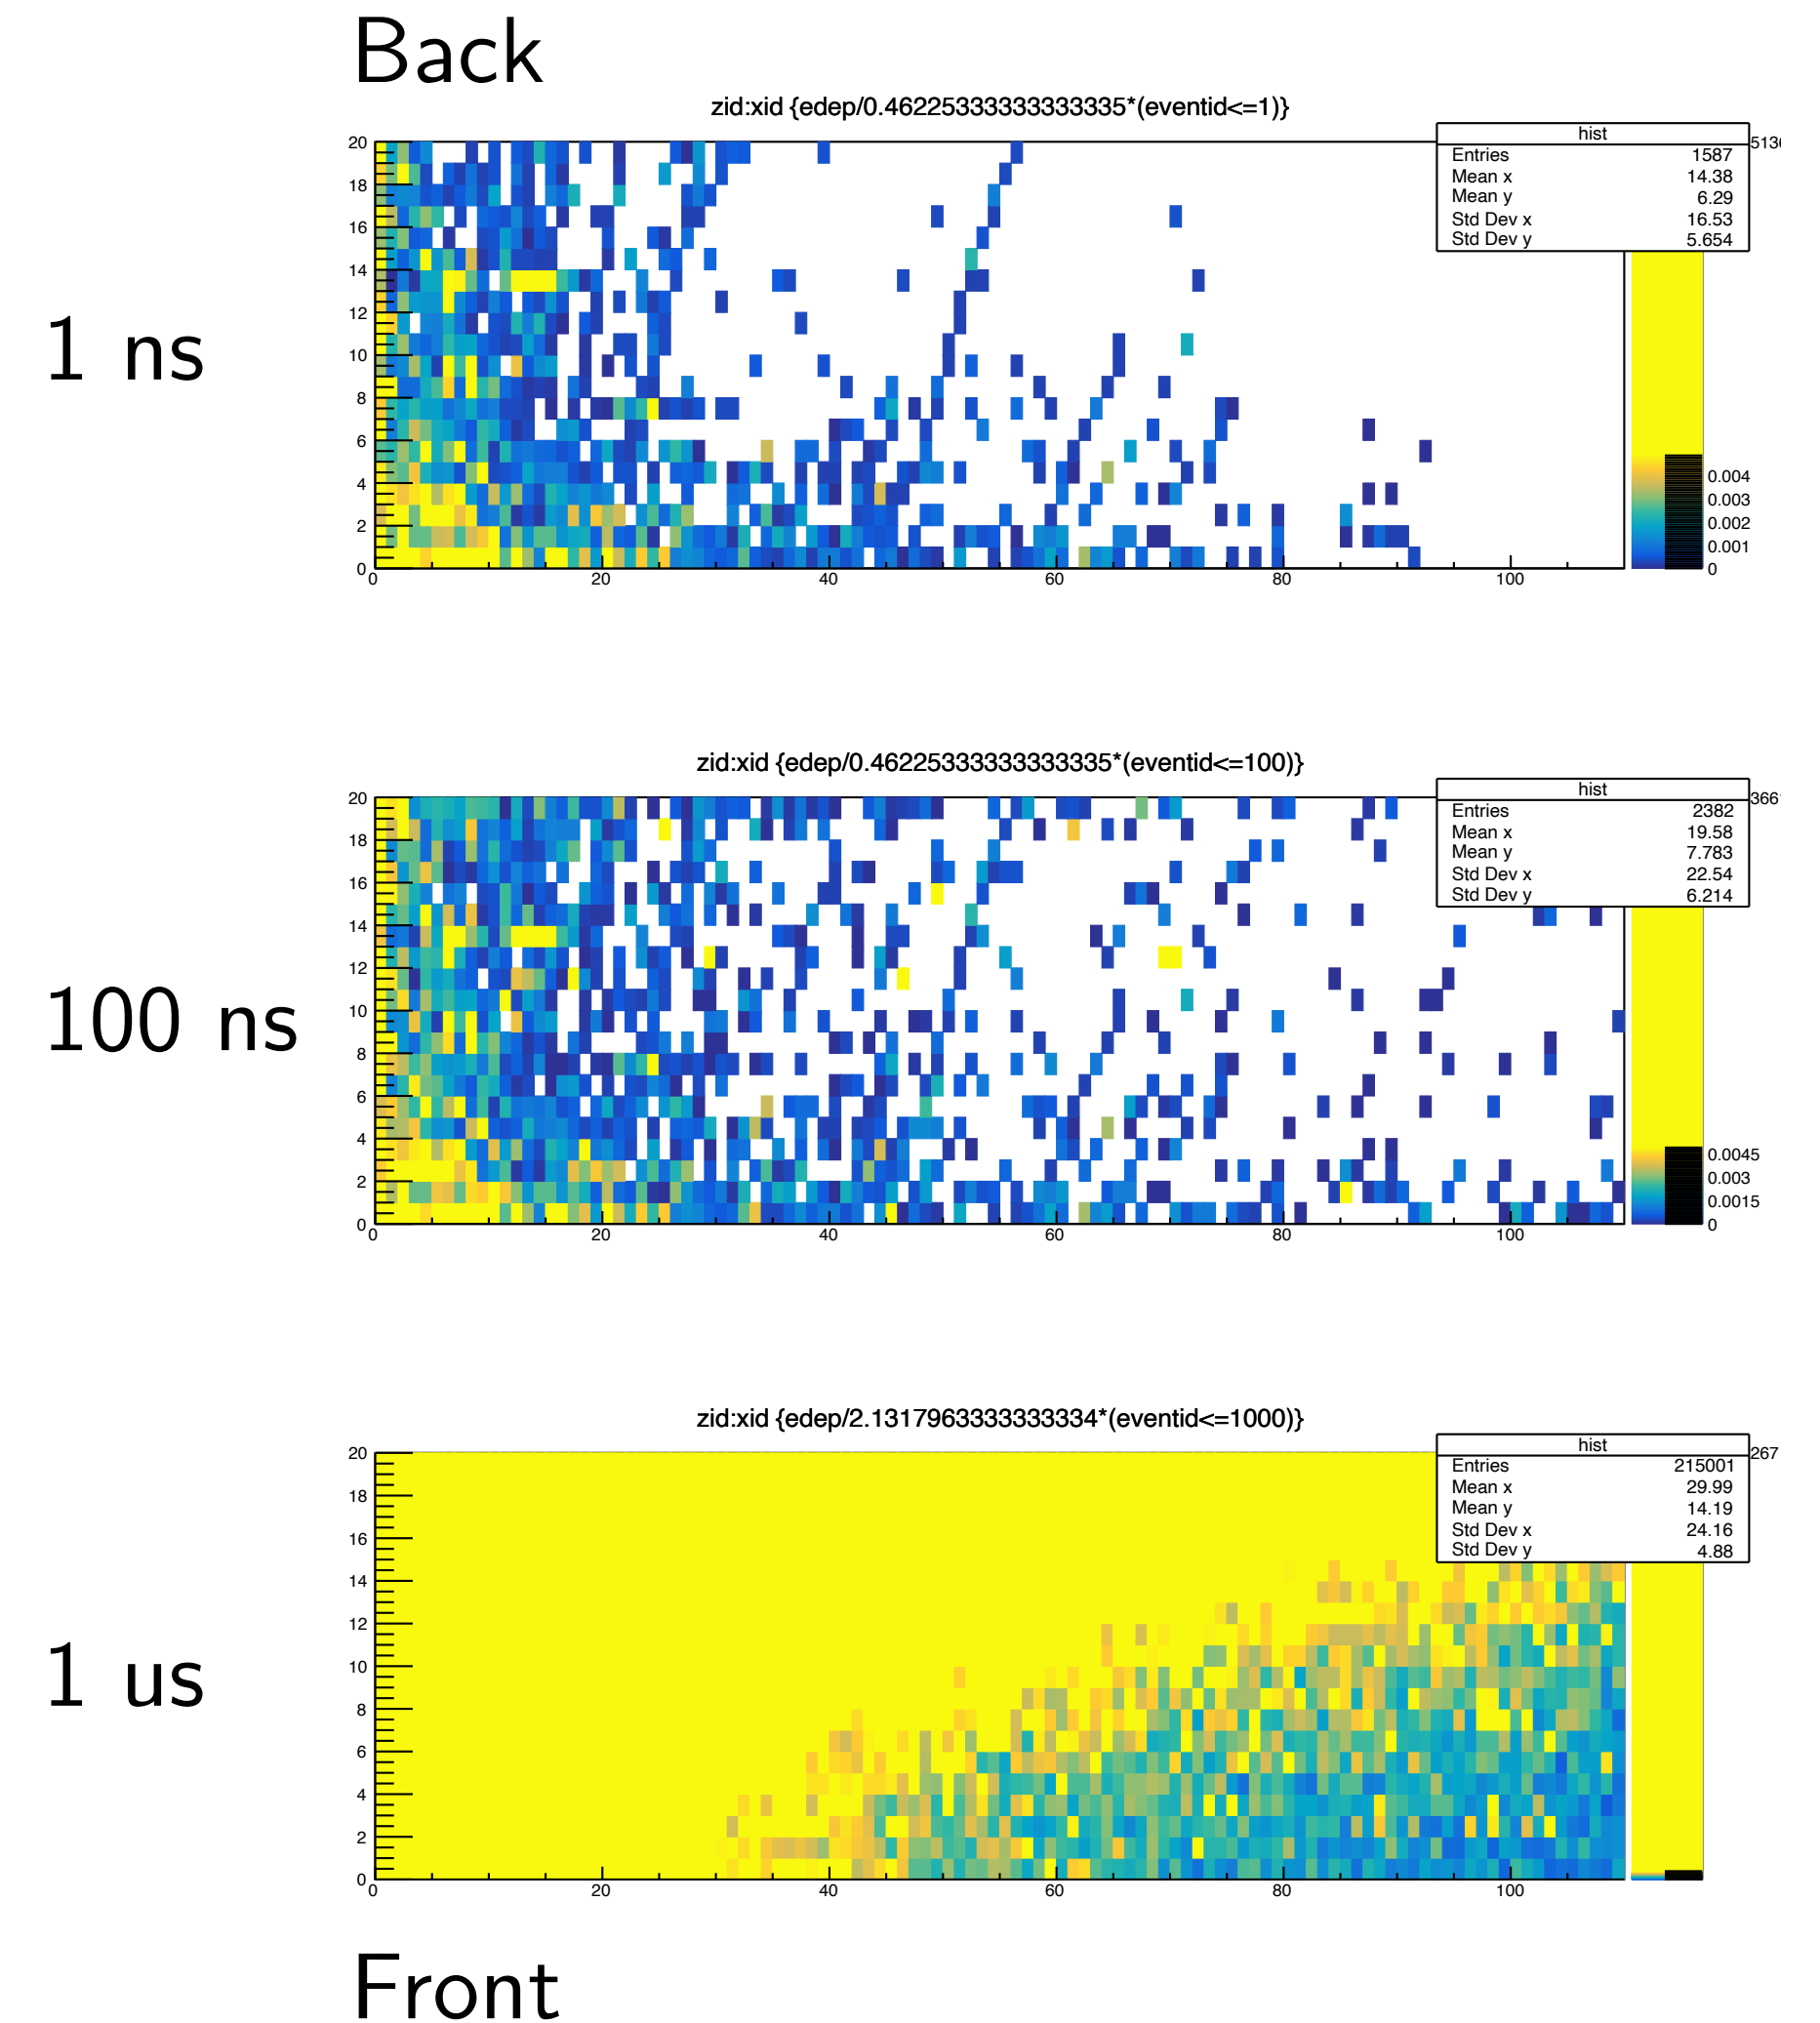 Back
zid:xid {edep/0.46225333333333335*(eventid<=1)}
hist
Entries 1587
Mean x 14.38
Mean y 6.29
Std Dev x 16.53
Std Dev y 5.654
20
18
16
14
12
10
8
6
4
2
0
0 20 40 60 80 100
0.004
0.003
0.002
0.001
0
1 ns
zid:xid {edep/0.46225333333333335*(eventid<=100)}
hist
Entries 2382
Mean x 19.58
Mean y 7.783
Std Dev x 22.54
Std Dev y 6.214
20
18
16
14
12
10
8
6
4
2
0
0 20 40 60 80 100
0.0045
0.003
0.0015
0
100 ns
zid:xid {edep/2.1317963333333334*(eventid<=1000)}
hist
Entries 215001
Mean x 29.99
Mean y 14.19
Std Dev x 24.16
Std Dev y 4.88
267
20
18
16
14
12
10
8
6
4
2
0
0 20 40 60 80 100
1 us
Front